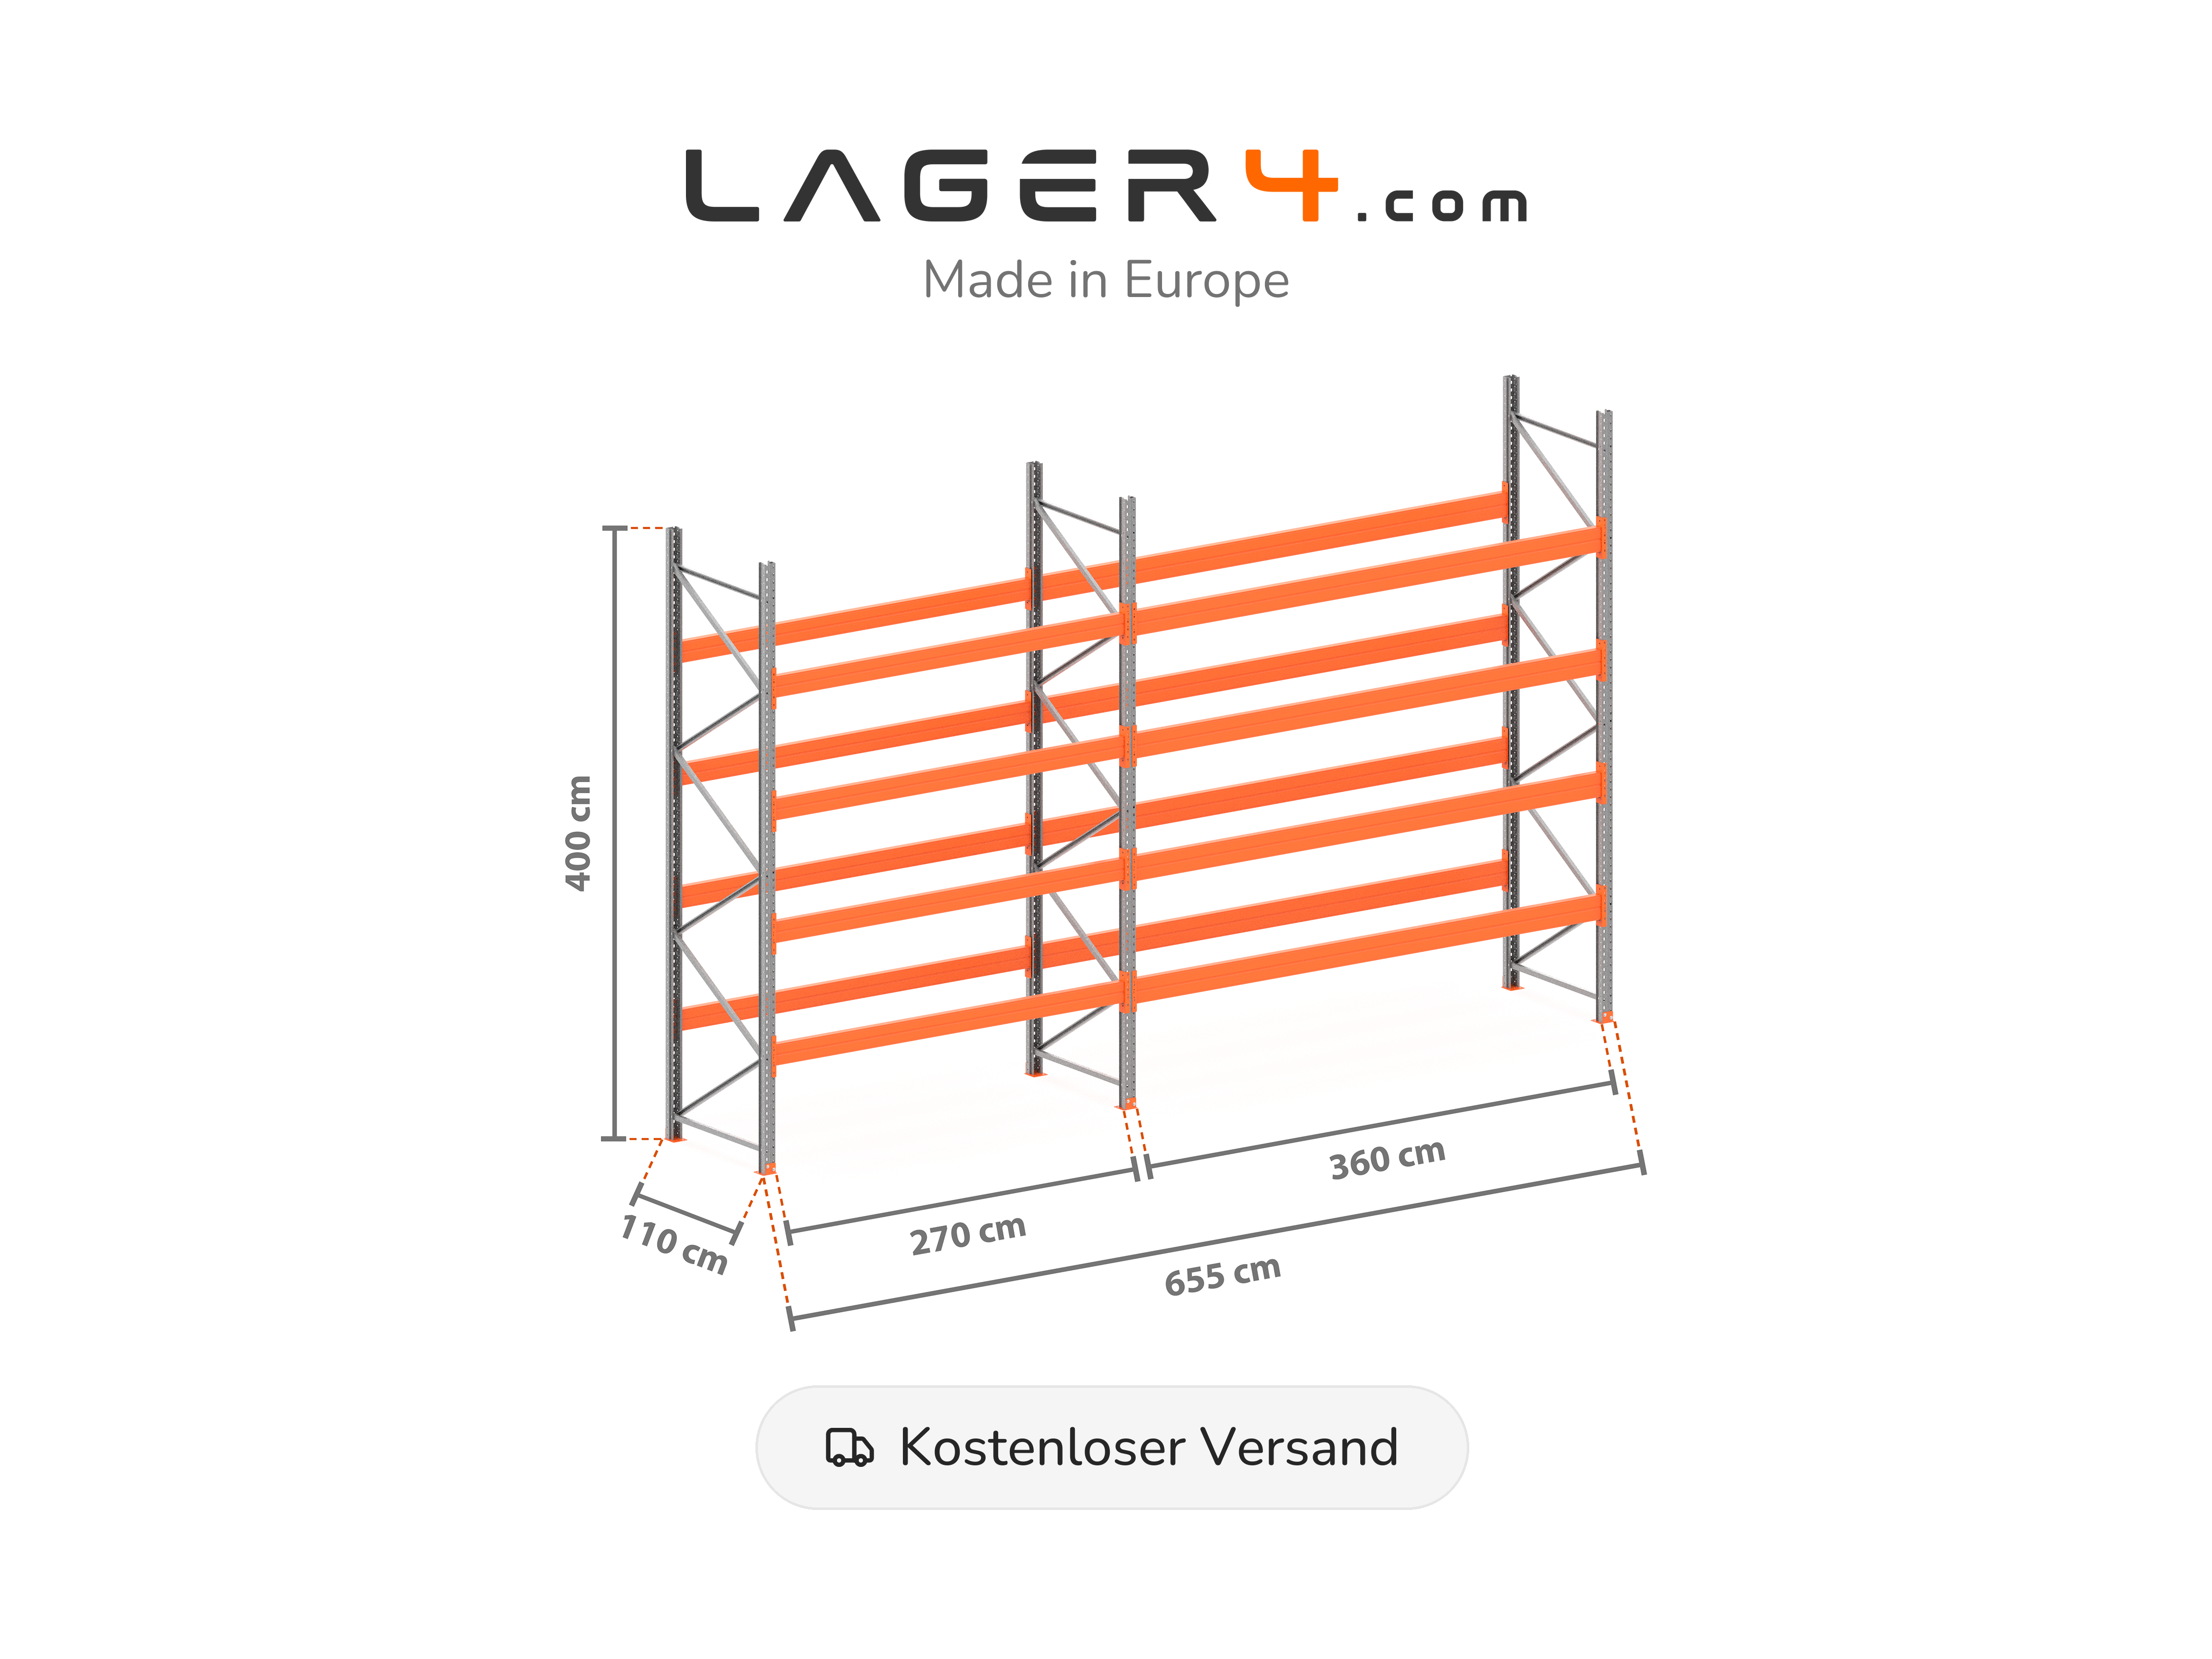 LAGER4.com
Made in Europe
400 cm
110 cm
270 cm
360 cm
655 cm
Kostenloser Versand